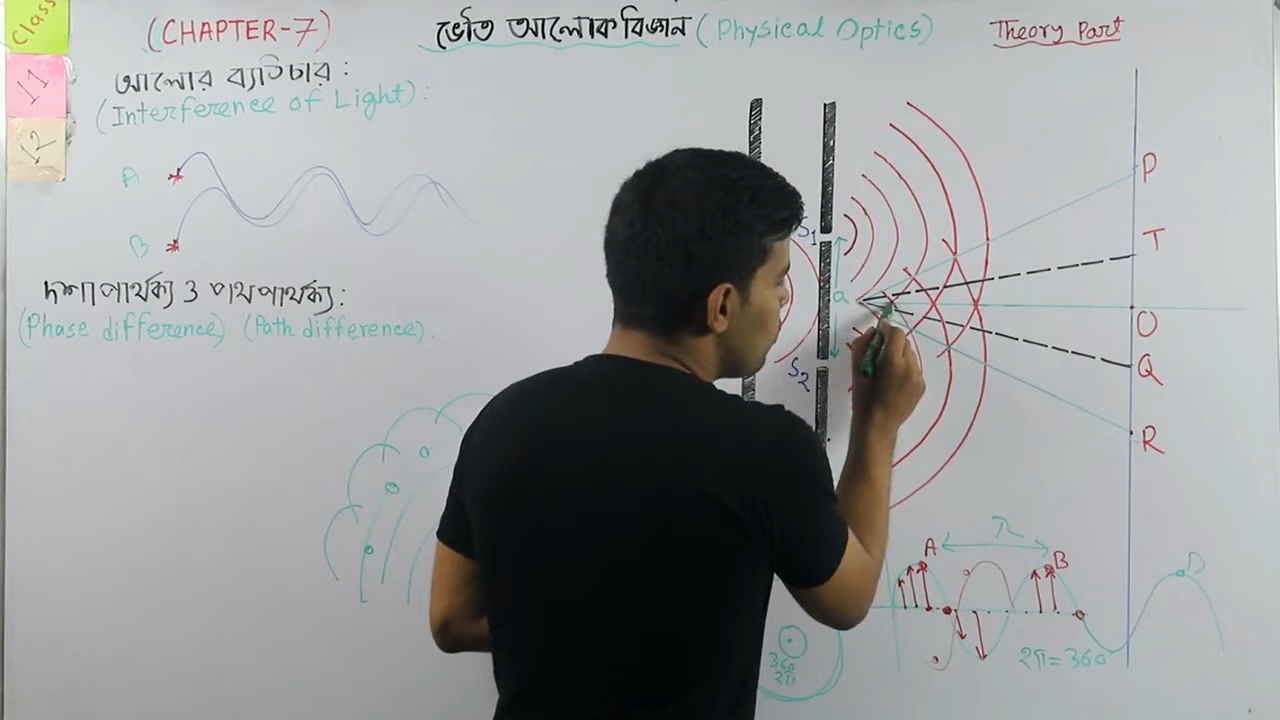 Class
11
12
(CHAPTER-7)
ভৌত আলোকবিজ্ঞান (Physical Optics)
Theory Part
আলোর ব্যাতিচার:
(Interference of Light):
A
B
দশাপার্থক্য ও পথপার্থক্য:
(Phase difference) (Path difference).
S1
a
S2
P
T
O
Q
R
A
λ
B
D
2π=360°
360
2π